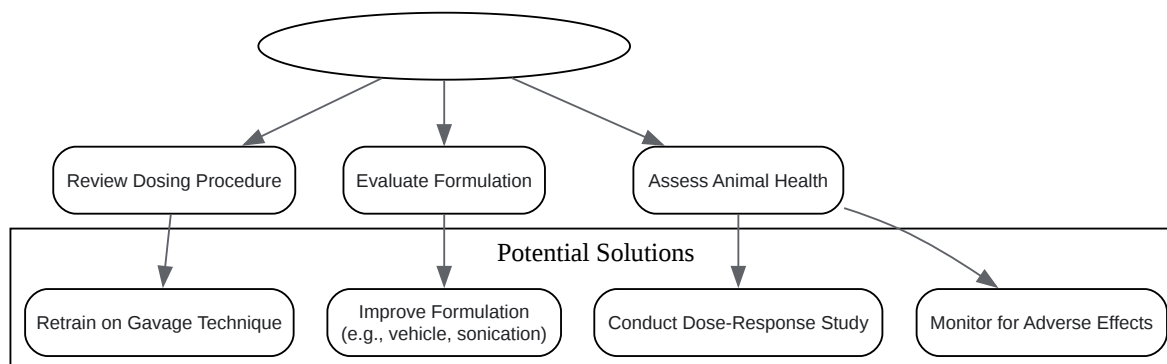 Review Dosing Procedure
Evaluate Formulation
Assess Animal Health
Potential Solutions
Retrain on Gavage Technique
Improve Formulation
(e.g., vehicle, sonication)
Conduct Dose-Response Study
Monitor for Adverse Effects